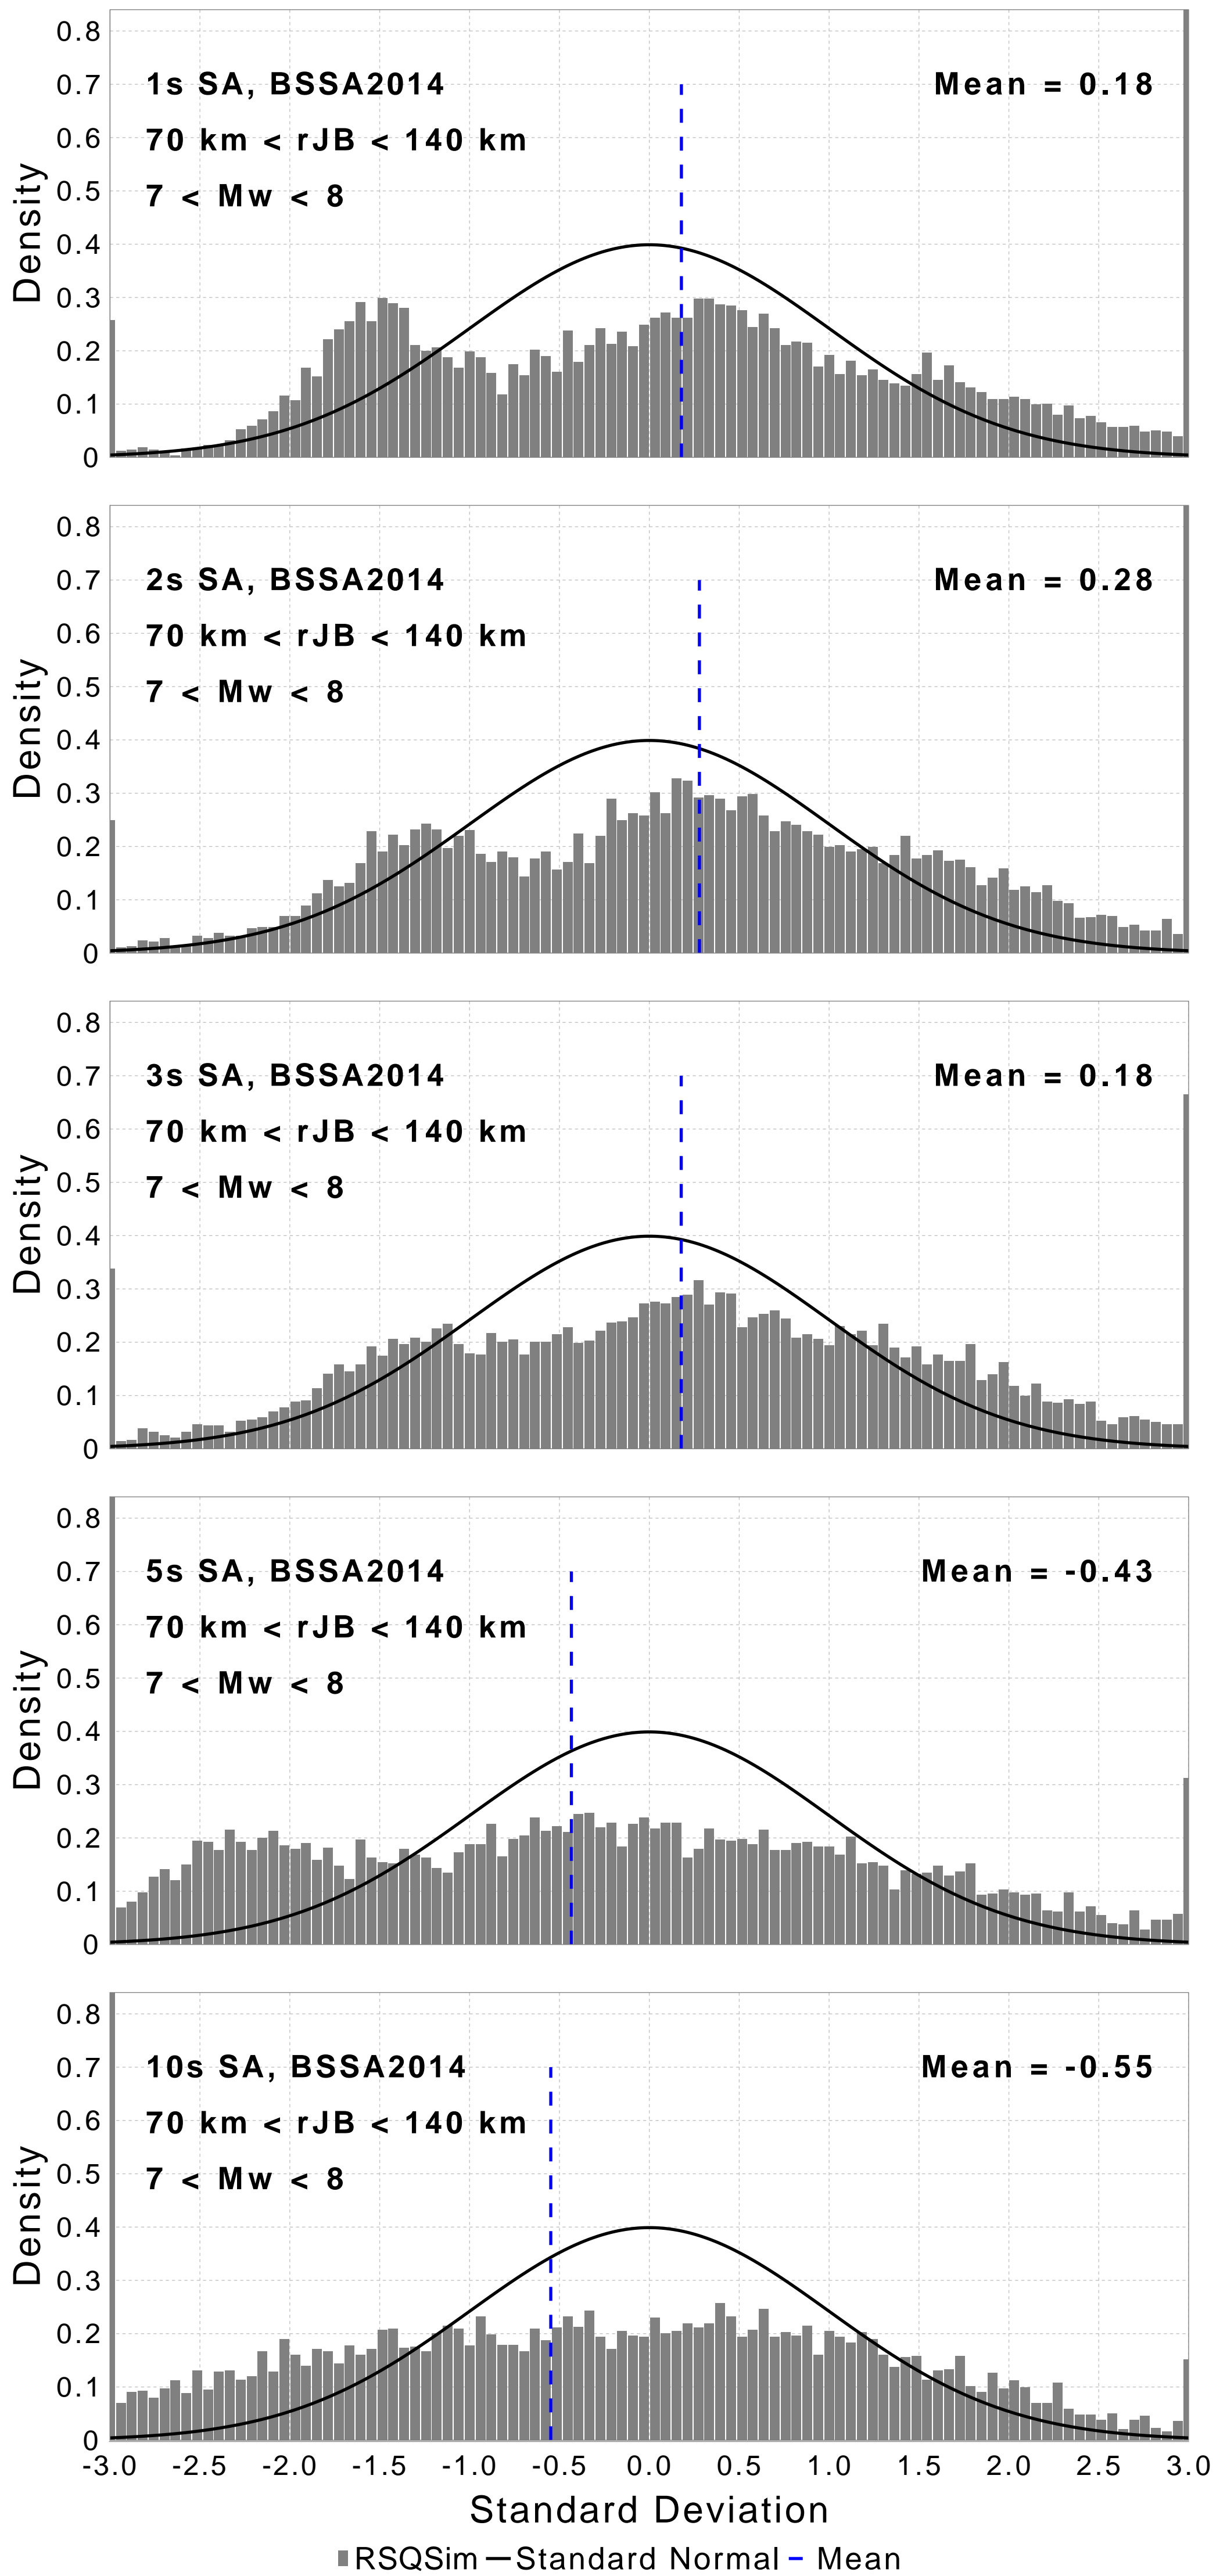 0.8
1s SA, BSSA2014 Mean = 0.18
0.7
70 km < rJB < 140 km
0.6
7 < Mw < 8
0.5
0.4
0.3
0.2
0.1
0
Density
0.8
2s SA, BSSA2014 Mean = 0.28
0.7
70 km < rJB < 140 km
0.6
7 < Mw < 8
0.5
0.4
0.3
0.2
0.1
0
Density
0.8
3s SA, BSSA2014 Mean = 0.18
0.7
70 km < rJB < 140 km
0.6
7 < Mw < 8
0.5
0.4
0.3
0.2
0.1
0
Density
0.8
5s SA, BSSA2014 Mean = -0.43
0.7
70 km < rJB < 140 km
0.6
7 < Mw < 8
0.5
0.4
0.3
0.2
0.1
0
Density
0.8
10s SA, BSSA2014 Mean = -0.55
0.7
70 km < rJB < 140 km
0.6
7 < Mw < 8
0.5
0.4
0.3
0.2
0.1
0
Density
-3.0 -2.5 -2.0 -1.5 -1.0 -0.5 0.0 0.5 1.0 1.5 2.0 2.5 3.0
Standard Deviation
RSQSim Standard Normal Mean